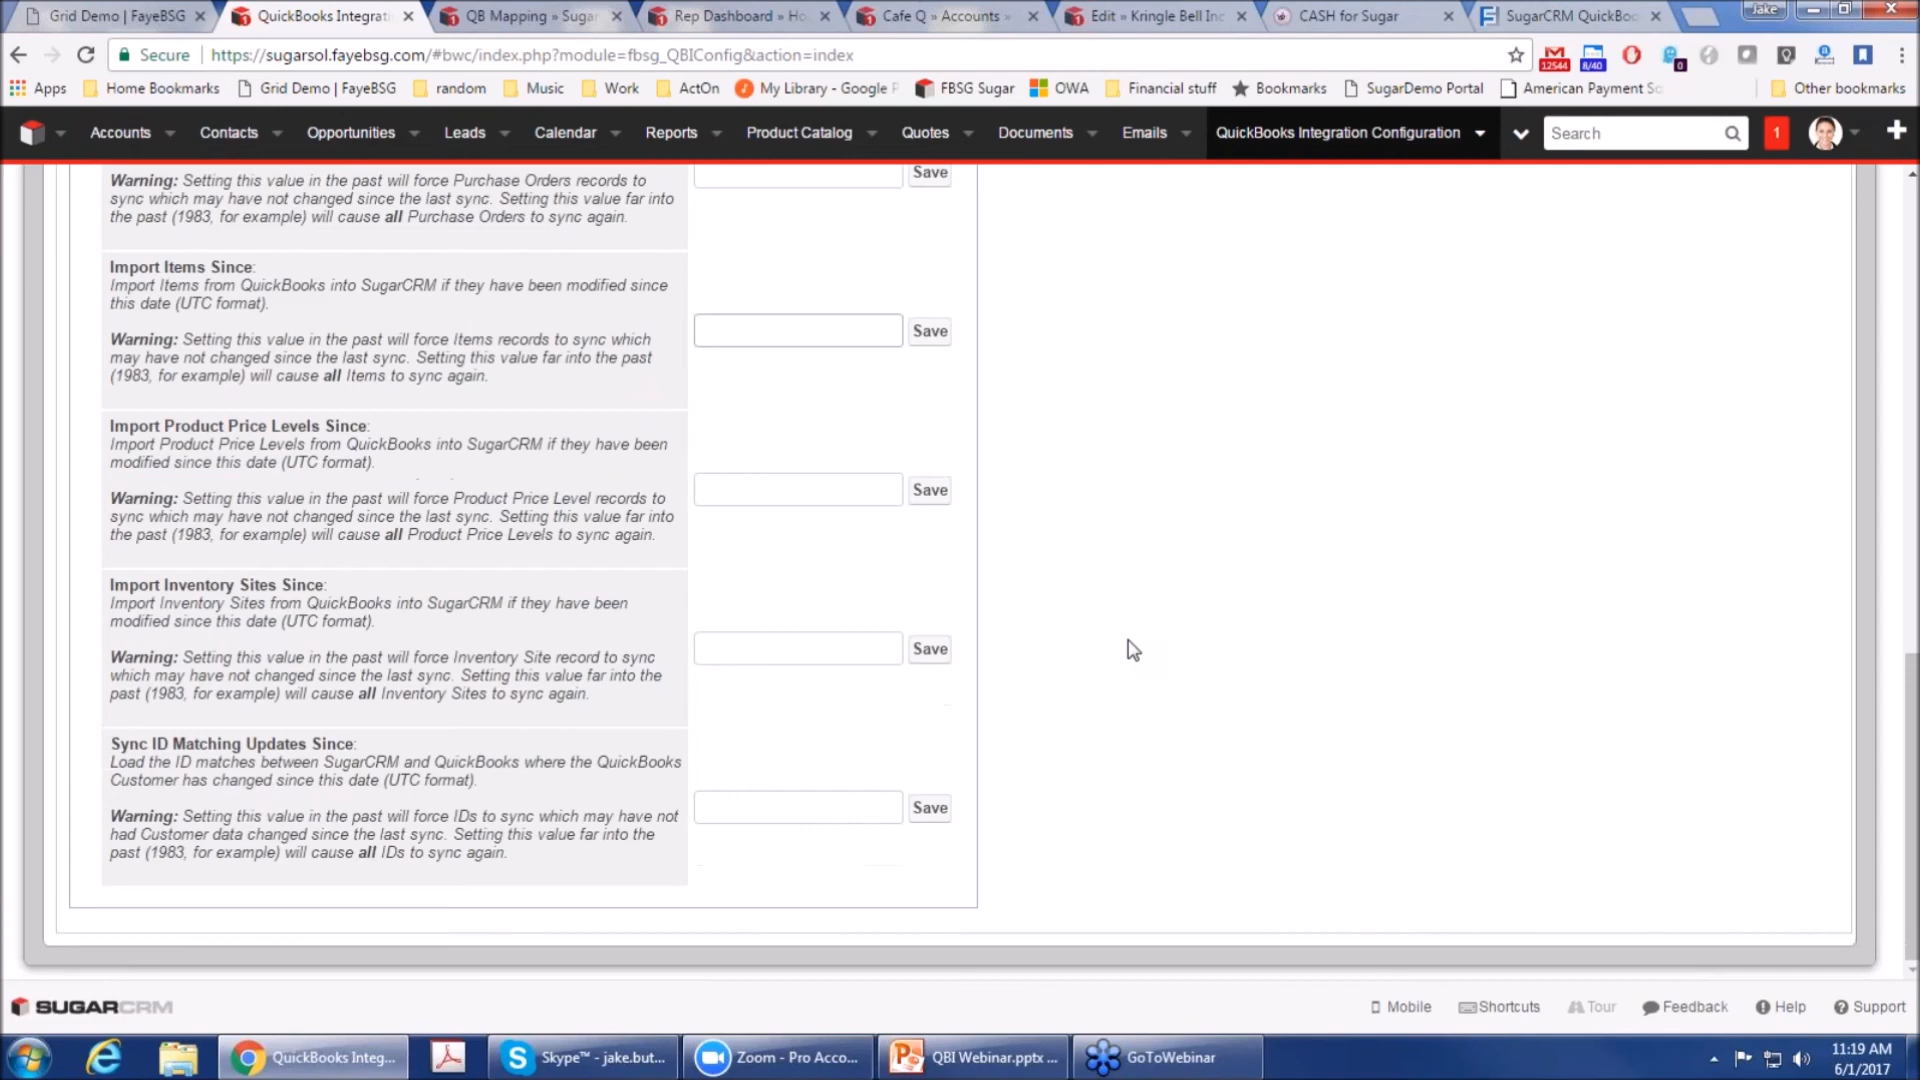 Grid Demo | FayeBSG
QuickBooks Integrat
QB Mapping » Sugar
Rep Dashboard » Ho
Cafe Q » Accounts »
Edit » Kringle Bell Inc
CASH for Sugar
SugarCRM QuickBoo
Jake
Secure
https://sugarsol.fayebsg.com/#bwc/index.php?module=fbsg_QBIConfig&action=index
12544
8/40
0
Apps
Home Bookmarks
Grid Demo | FayeBSG
random
Music
Work
ActOn
My Library - Google P
FBSG Sugar
OWA
Financial stuff
Bookmarks
SugarDemo Portal
American Payment So
Other bookmarks
Accounts
Contacts
Opportunities
Leads
Calendar
Reports
Product Catalog
Quotes
Documents
Emails
QuickBooks Integration Configuration
Search
1
Warning: Setting this value in the past will force Purchase Orders records to
sync which may have not changed since the last sync. Setting this value far into
the past (1983, for example) will cause all Purchase Orders to sync again.
Save
Import Items Since:
Import Items from QuickBooks into SugarCRM if they have been modified since
this date (UTC format).
Warning: Setting this value in the past will force Items records to sync which
may have not changed since the last sync. Setting this value far into the past
(1983, for example) will cause all Items to sync again.
Save
Import Product Price Levels Since:
Import Product Price Levels from QuickBooks into SugarCRM if they have been
modified since this date (UTC format).
Warning: Setting this value in the past will force Product Price Level records to
sync which may have not changed since the last sync. Setting this value far into
the past (1983, for example) will cause all Product Price Levels to sync again.
Save
Import Inventory Sites Since:
Import Inventory Sites from QuickBooks into SugarCRM if they have been
modified since this date (UTC format).
Warning: Setting this value in the past will force Inventory Site record to sync
which may have not changed since the last sync. Setting this value far into the
past (1983, for example) will cause all Inventory Sites to sync again.
Save
Sync ID Matching Updates Since:
Load the ID matches between SugarCRM and QuickBooks where the QuickBooks
Customer has changed since this date (UTC format).
Warning: Setting this value in the past will force IDs to sync which may have not
had Customer data changed since the last sync. Setting this value far into the
past (1983, for example) will cause all IDs to sync again.
Save
SUGARCRM
Mobile
Shortcuts
Tour
Feedback
Help
Support
QuickBooks Integ...
Skype™ - jake.but...
Zoom - Pro Acco...
QBI Webinar.pptx ...
GoToWebinar
11:19 AM
6/1/2017